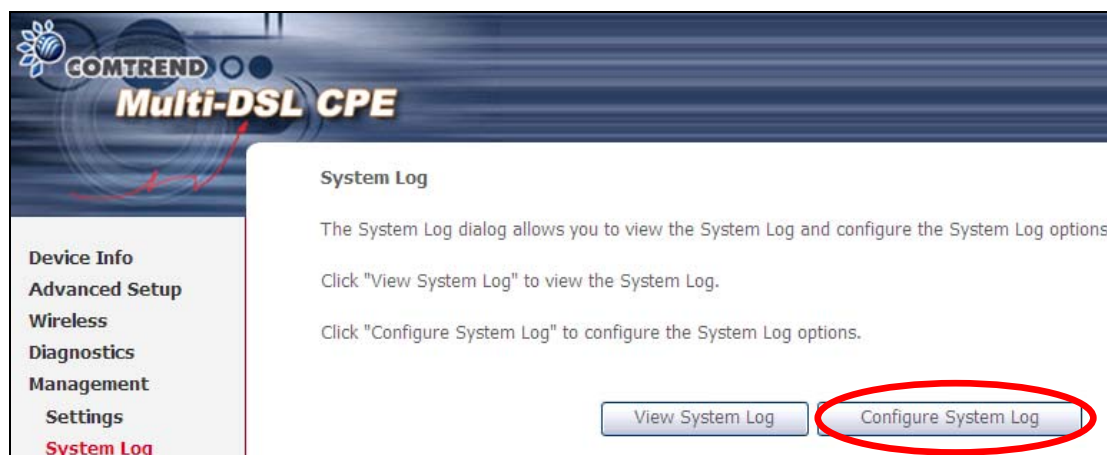 COMTREND
Multi-DSL CPE
System Log
The System Log dialog allows you to view the System Log and configure the System Log options
Click "View System Log" to view the System Log.
Click "Configure System Log" to configure the System Log options.
View System Log
Configure System Log
Device Info
Advanced Setup
Wireless
Diagnostics
Management
Settings
System Log